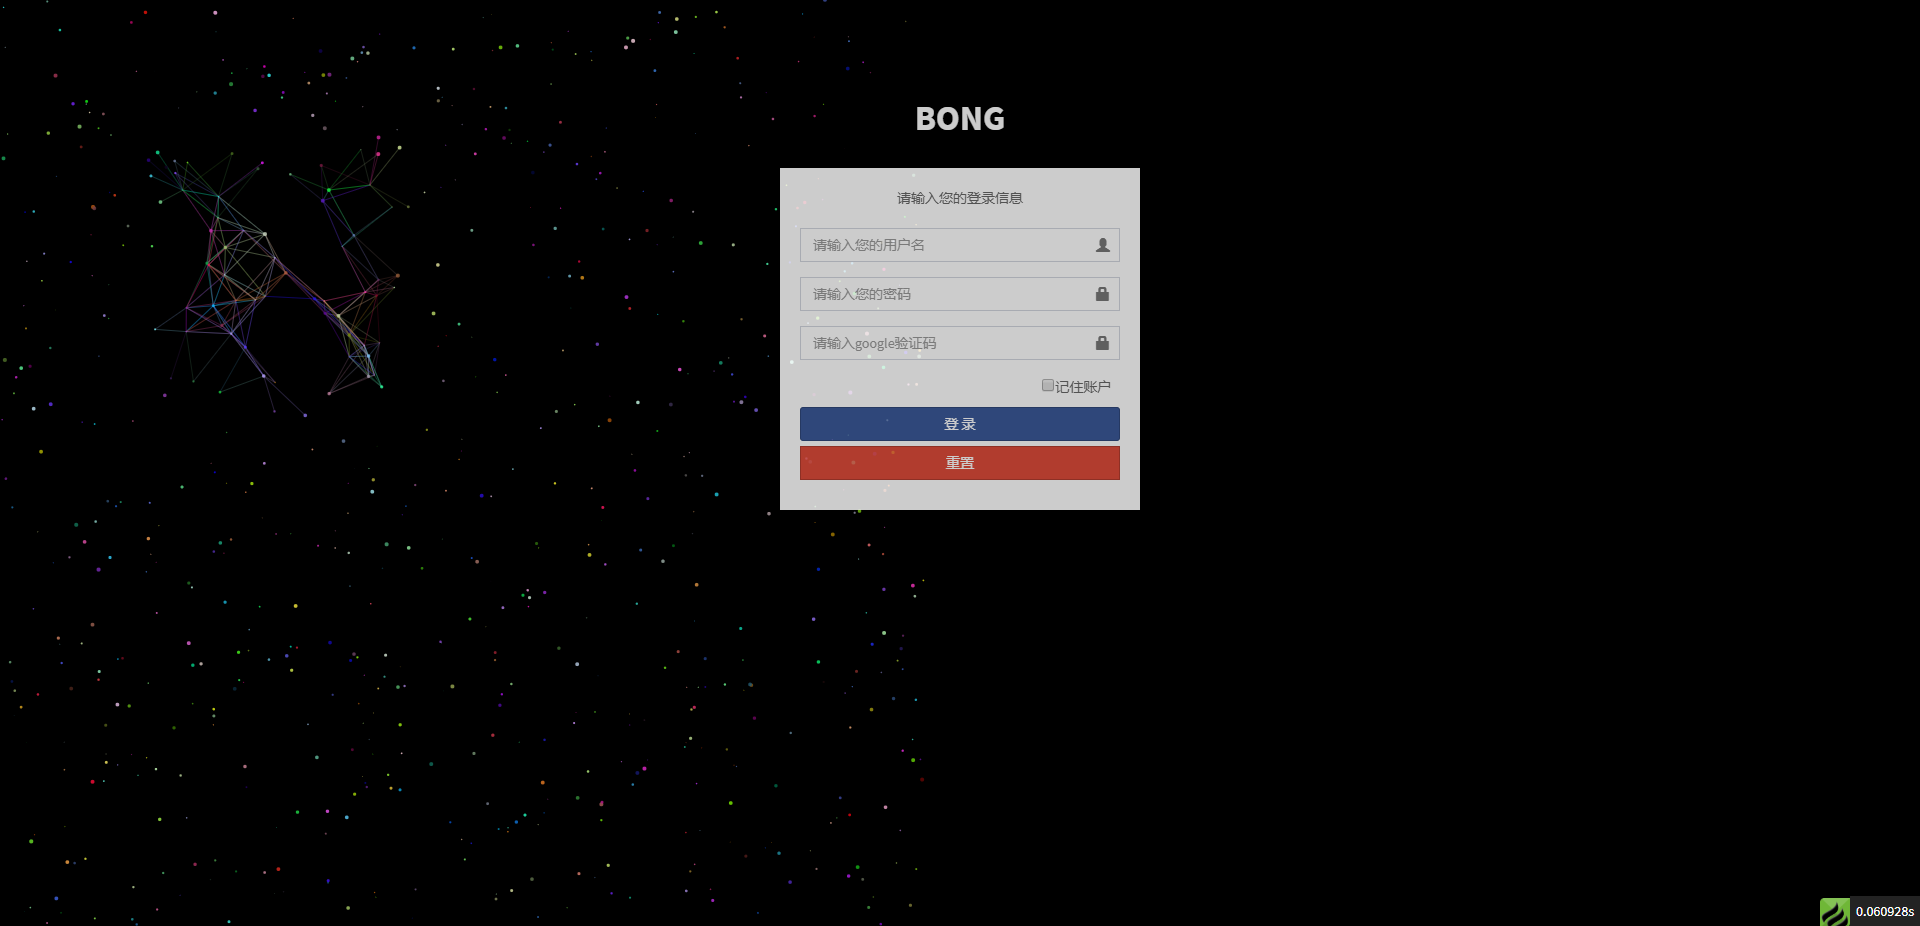 BONG
请输入您的登录信息
请输入您的用户名
请输入您的密码
请输入google验证码
记住账户
登 录
重置
0.060928s